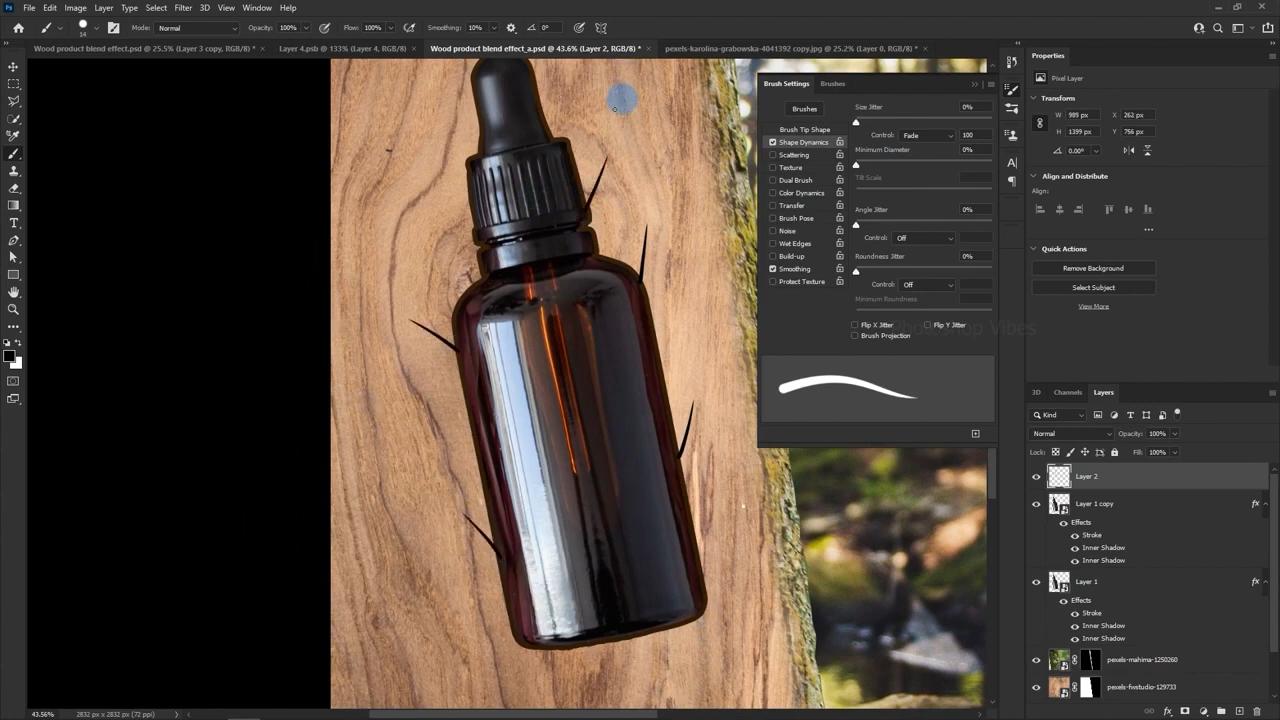 Ps File Edit Image Layer Type Select Filter 3D View Window Help
14 Mode: Normal Opacity: 100% Flow: 100% Smoothing: 10% 0°
Wood product blend effect.psd @ 25.5% (Layer 3 copy, RGB/8) * × Layer 4.psb @ 133% (Layer 4, RGB/8) × Wood product blend effect_a.psd @ 43.6% (Layer 2, RGB/8) * × pexels-karolina-grabowska-4041392 copy.jpg @ 25.2% (Layer 0, RGB/8) * ×
Brush Settings Brushes
Brushes
Brush Tip Shape
Shape Dynamics
Scattering
Texture
Dual Brush
Color Dynamics
Transfer
Brush Pose
Noise
Wet Edges
Build-up
Smoothing
Protect Texture
Size Jitter 0%
Control: Fade 100
Minimum Diameter 0%
Tilt Scale
Angle Jitter 0%
Control: Off
Roundness Jitter 0%
Control: Off
Minimum Roundness
Flip X Jitter Flip Y Jitter
Brush Projection
Photoshop Vibes
Properties
Pixel Layer
Transform
W 989 px X 262 px
H 1399 px Y 756 px
0.00°
Align and Distribute
Align:
Quick Actions
Remove Background
Select Subject
View More
3D Channels Layers
Kind
Normal Opacity: 100%
Lock: Fill: 100%
Layer 2
Layer 1 copy fx
Effects
Stroke
Inner Shadow
Inner Shadow
Layer 1 fx
Effects
Stroke
Inner Shadow
Inner Shadow
pexels-mahima-1250260
pexels-fwstudio-129733
43.56% 2832 px x 2832 px (72 ppi)